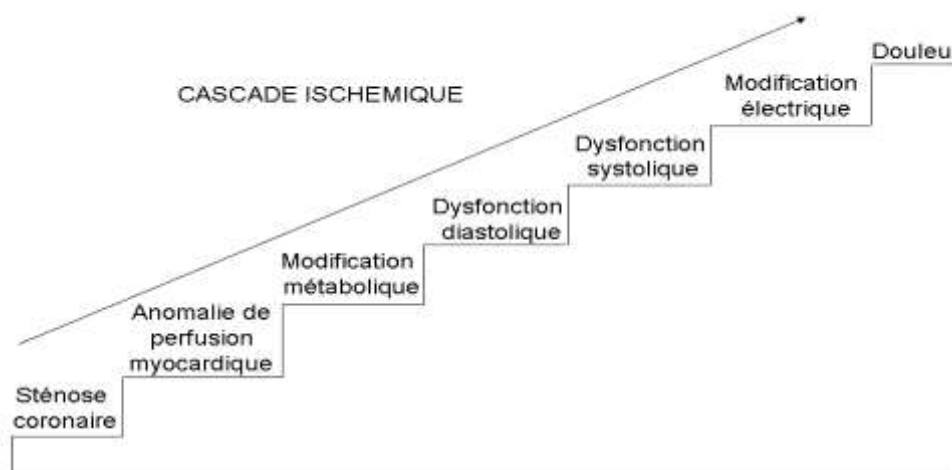 CASCADE ISCHEMIQUE
Sténose
coronaire
Anomalie de
perfusion
myocardique
Modification
métabolique
Dysfonction
diastolique
Dysfonction
systolique
Modification
électrique
Douleu